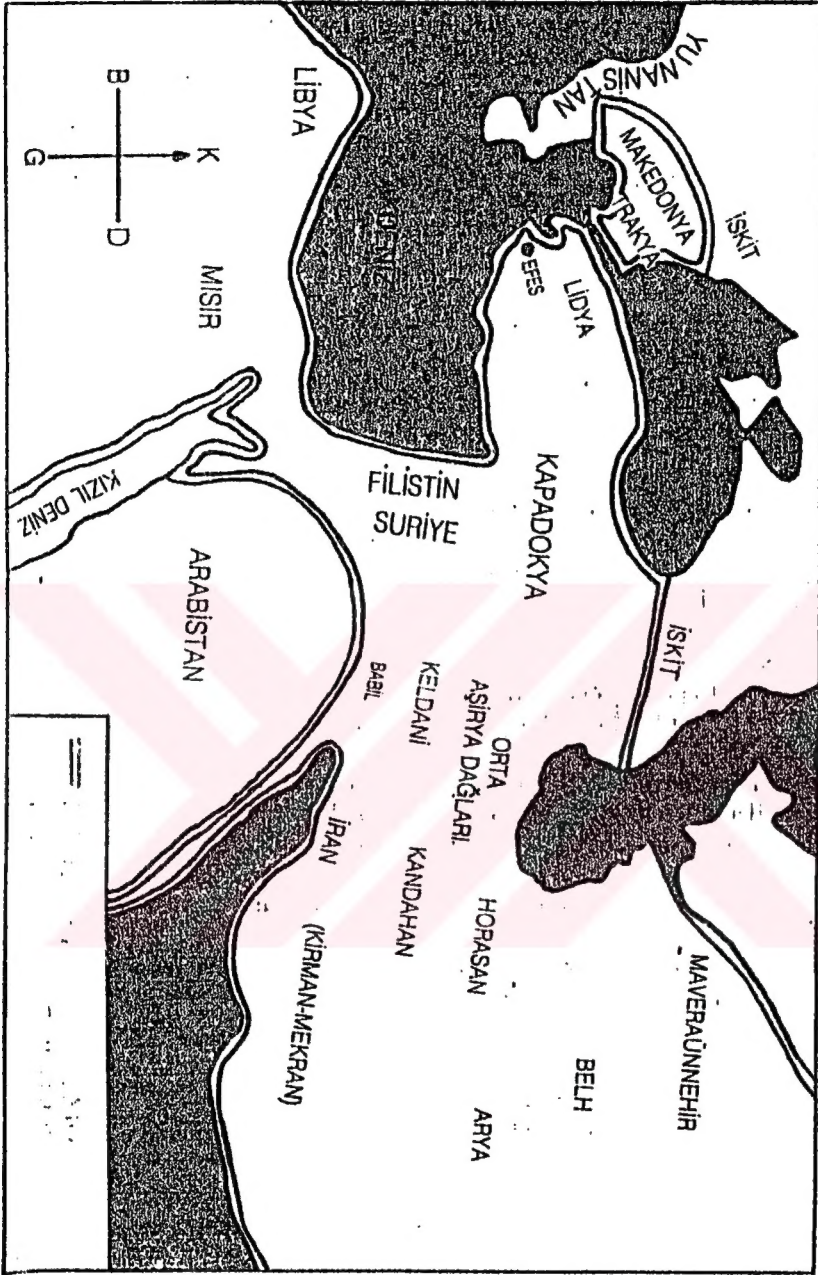 YUNANİSTAN
MAKEDONYA
TRAKYA
İSKİT
LİBYA
B
K
G
D
EFES
LİDYA
MISIR
KAPADOKYA
FİLİSTİN
SURİYE
KIZIL DENİZ
ARABİSTAN
İSKİT
BABİL
KELDANİ
ORTA
AŞİRYA DAĞLARI
İRAN
KANDAHAN
HORASAN
(KİRMAN-MEKRAN)
MAVERAÜNNEHİR
BELH
ARYA